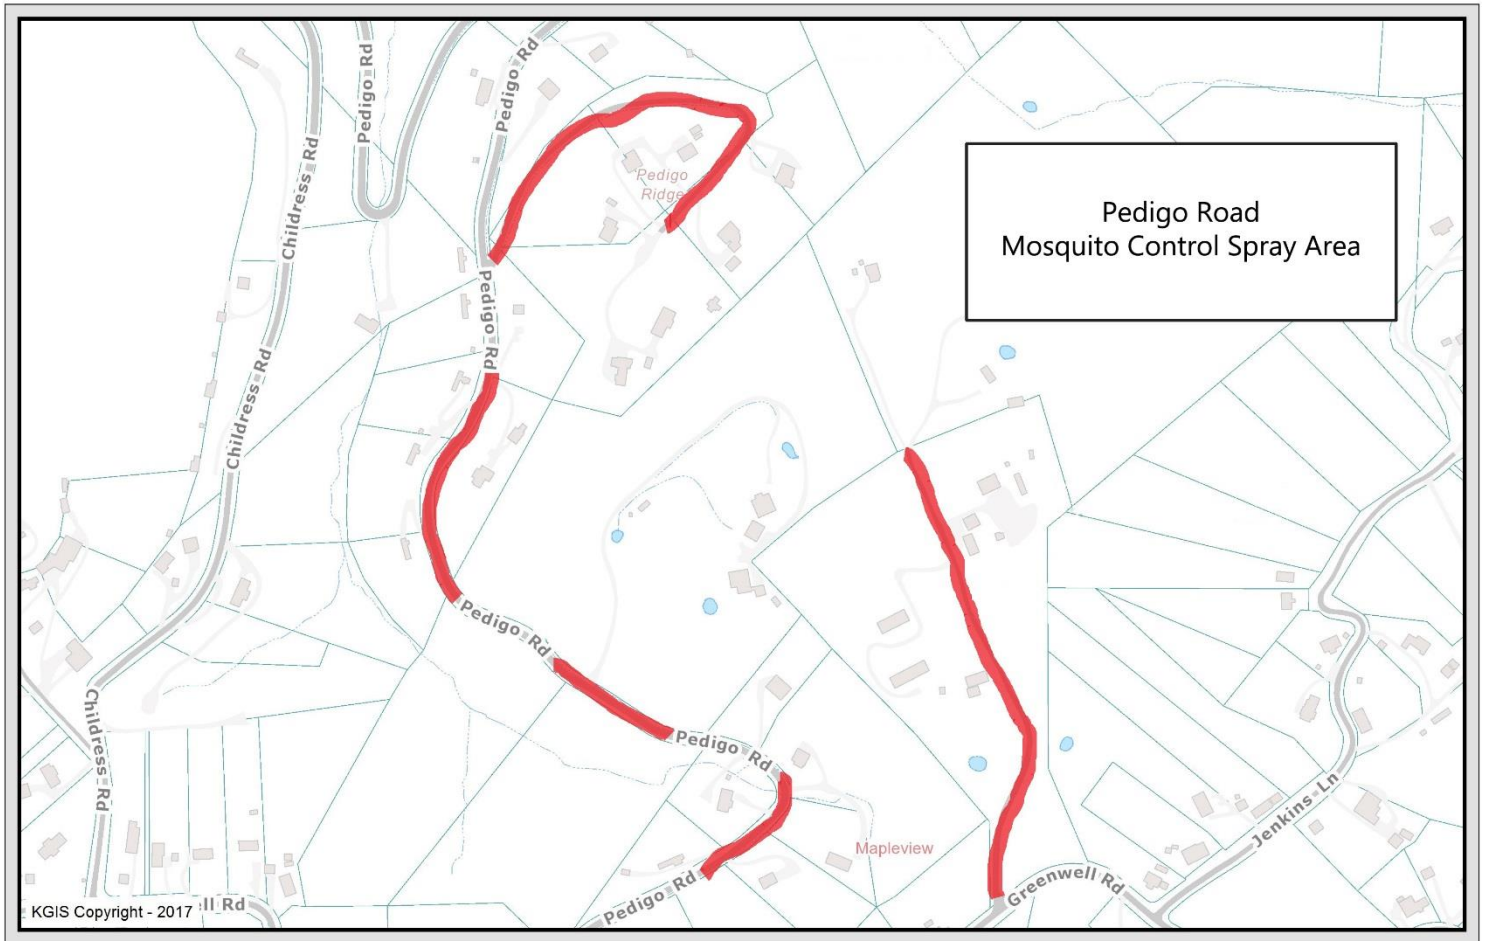 Pedigo Rd
Pedigo Rd
Childress Rd
Pedigo
Ridge
Pedigo Road
Mosquito Control Spray Area
Pedigo Rd
Childress Rd
Pedigo Rd
Childress Rd
Pedigo Rd
Jenkins Ln
Mapleview
Pedigo Rd
Greenwell Rd
ll Rd
KGIS Copyright - 2017